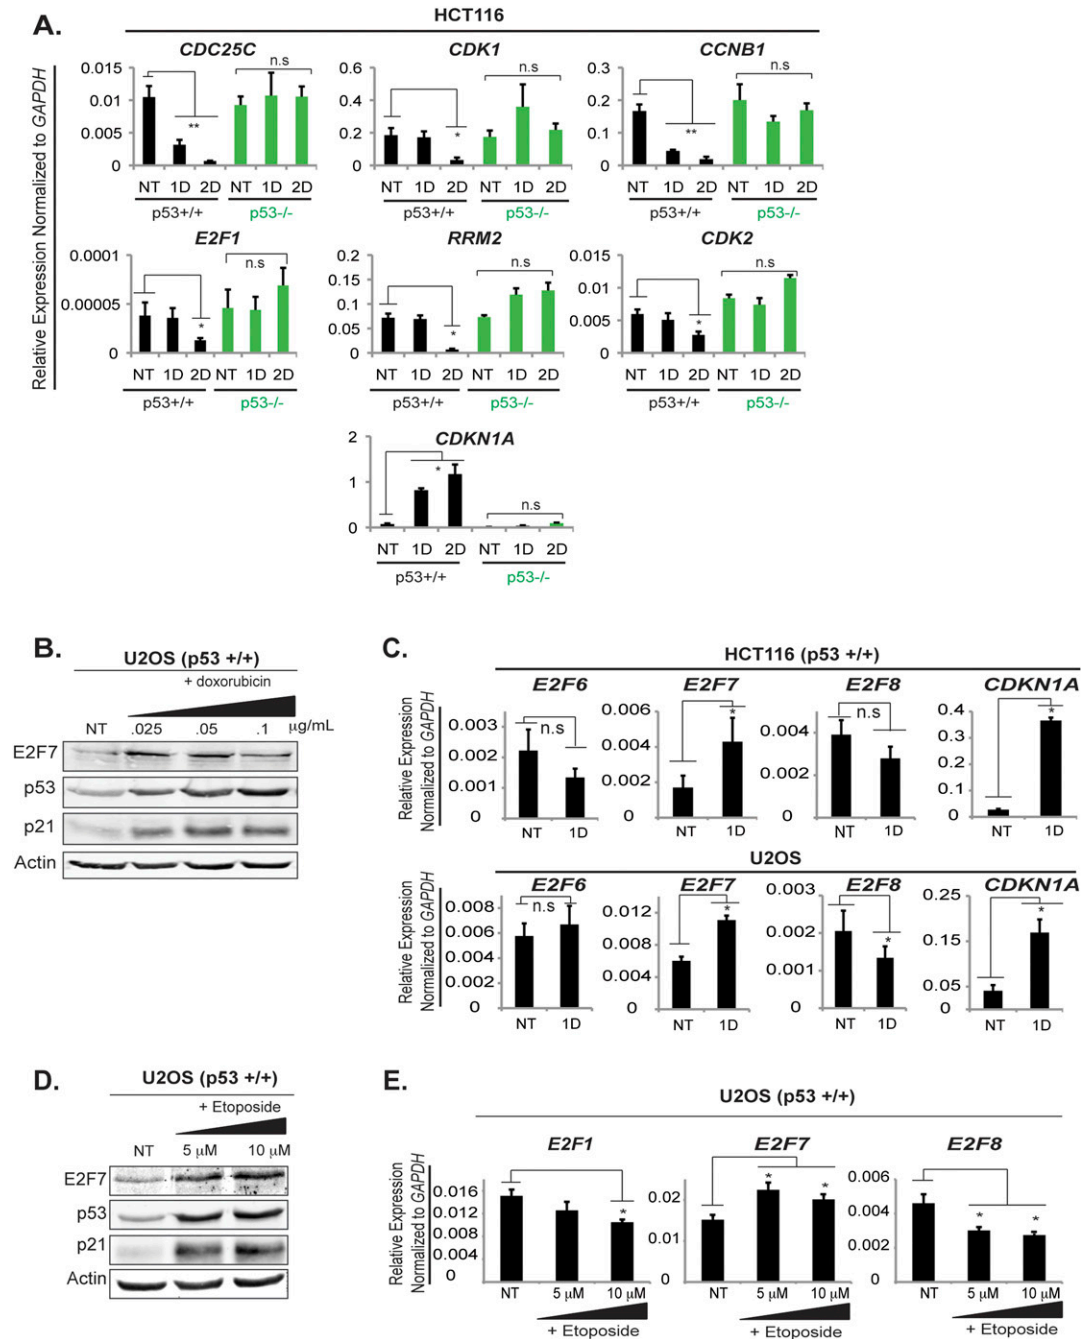 A.
HCT116
Relative Expression Normalized to GAPDH
CDC25C CDK1 CCNB1
0.015 n.s 0.6 n.s 0.3 n.s
0.01 0.4 0.2
0.005 ** 0.2 * 0.1 **
0 0 0
NT 1D 2D NT 1D 2D NT 1D 2D NT 1D 2D NT 1D 2D NT 1D 2D
p53+/+ p53-/- p53+/+ p53-/- p53+/+ p53-/-
E2F1 RRM2 CDK2
0.0001 n.s 0.2 n.s 0.015 n.s
0.15 0.01
0.00005 0.1
* 0.05 * 0.005 *
0 0 0
NT 1D 2D NT 1D 2D NT 1D 2D NT 1D 2D NT 1D 2D NT 1D 2D
p53+/+ p53-/- p53+/+ p53-/- p53+/+ p53-/-
CDKN1A
2
1 * n.s
0
NT 1D 2D NT 1D 2D
p53+/+ p53-/-
B.
U2OS (p53 +/+)
+ doxorubicin
NT .025 .05 .1 µg/mL
E2F7
p53
p21
Actin
C.
HCT116 (p53 +/+)
Relative Expression
Normalized to GAPDH
E2F6 E2F7 E2F8 CDKN1A
0.003 n.s 0.006 * 0.008 n.s 0.4 *
0.002 0.004 0.3
0.001 0.002 0.004 0.2
0.1
0 0 0 0
NT 1D NT 1D NT 1D NT 1D
U2OS
Relative Expression
Normalized to GAPDH
E2F6 E2F7 E2F8 CDKN1A
0.008 n.s 0.012 * 0.003 * 0.25 *
0.006 0.008 0.002 0.15
0.004 0.004 0.001 0.05
0.002
0 0 0
NT 1D NT 1D NT 1D NT 1D
D.
U2OS (p53 +/+)
+ Etoposide
NT 5 µM 10 µM
E2F7
p53
p21
Actin
E.
U2OS (p53 +/+)
Relative Expression
Normalized to GAPDH
E2F1 E2F7 E2F8
0.016 * 0.02 * * 0.006 * *
0.012 0.01 0.004
0.008 0.002
0.004
0 0 0
NT 5 µM 10 µM NT 5 µM 10 µM NT 5 µM 10 µM
+ Etoposide + Etoposide + Etoposide